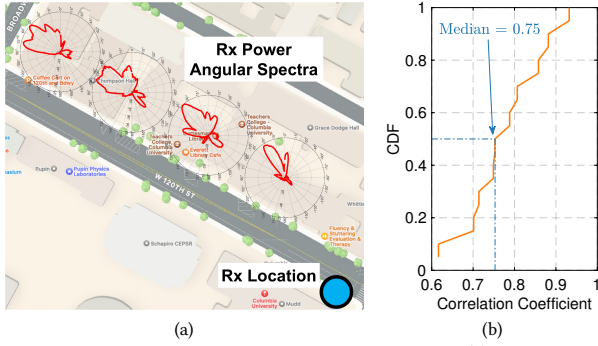 BROADW
Rx Power
Angular Spectra
Coffee Cart on
120th and Bdwy
Thompson Hall
Teachers
College
Columbia
University
Teachers
College - Columbia
University
Everett
Library Cafe
Grace Dodge Hall
Pupin
Pupin Physics
Laboratories
W 120TH ST
Whittie
Fluency &
Stuttering
Evaluation &
Therapy
Schapiro CEPSR
Rx Location
Columbia
University
Mudd
(a)
Median = 0.75
CDF
1
0.8
0.6
0.4
0.2
0
0.6
0.7
0.8
0.9
1
Correlation Coefficient
(b)